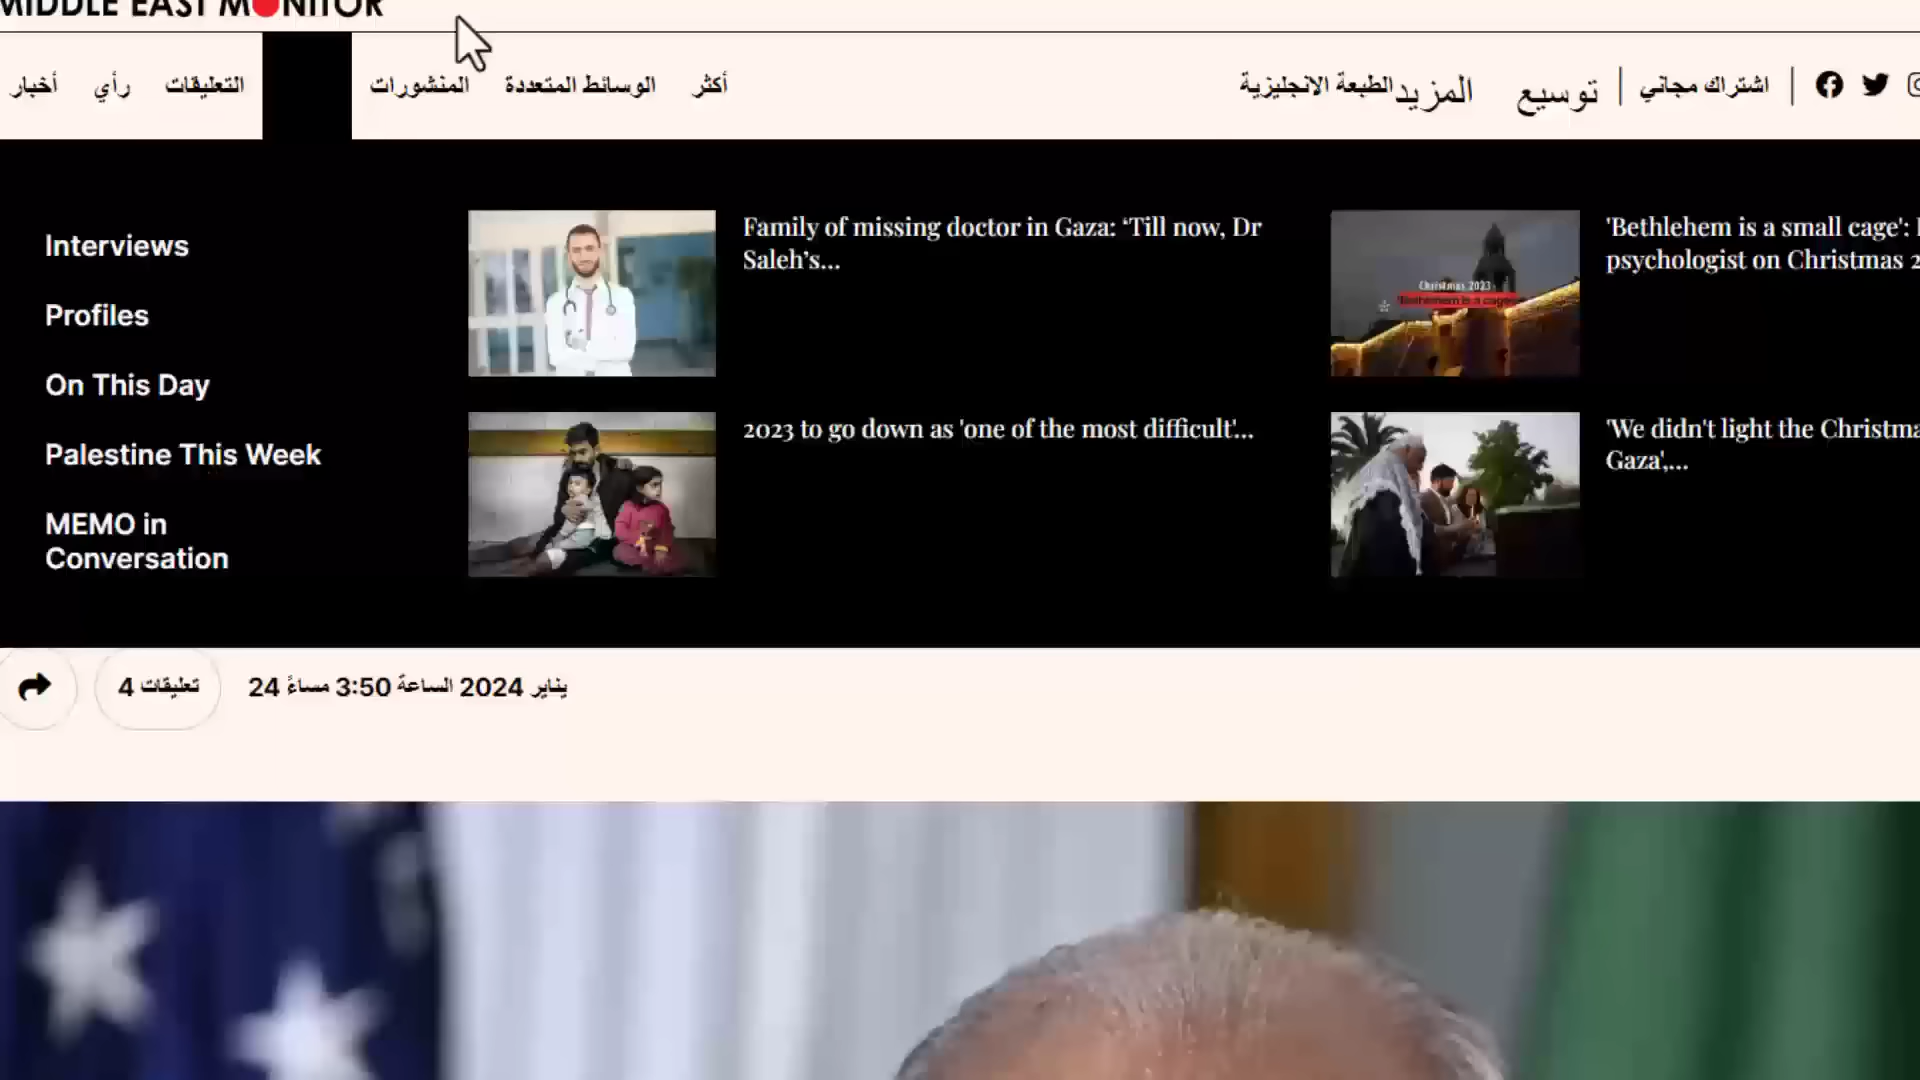 MIDDLE EAST MONITOR
أخبار رأي التعليقات المنشورات الوسائط المتعددة أكثر
الطبعة الانجليزية المزيد توسيع اشتراك مجاني
Interviews
Profiles
On This Day
Palestine This Week
MEMO in
Conversation
Family of missing doctor in Gaza: ‘Till now, Dr
Saleh’s...
2023 to go down as 'one of the most difficult'...
Christmas 2023
'Bethlehem is a cage'
'Bethlehem is a small cage':
psychologist on Christmas
'We didn't light the
Gaza',...
4 تعليقات
24 يناير 2024 الساعة 3:50 مساءً